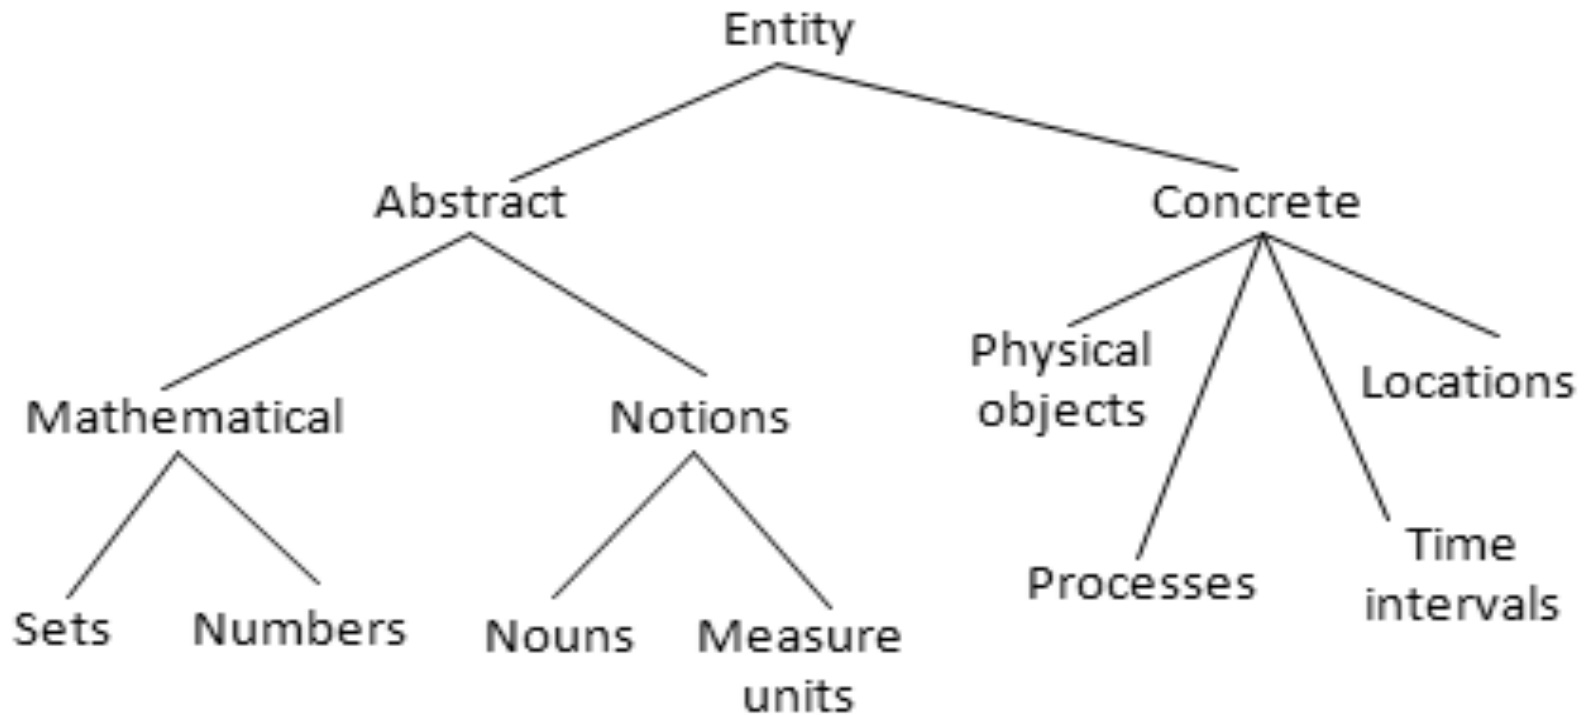 Entity
Abstract
Concrete
Mathematical
Notions
Physical
objects
Locations
Sets
Numbers
Nouns
Measure
units
Processes
Time
intervals